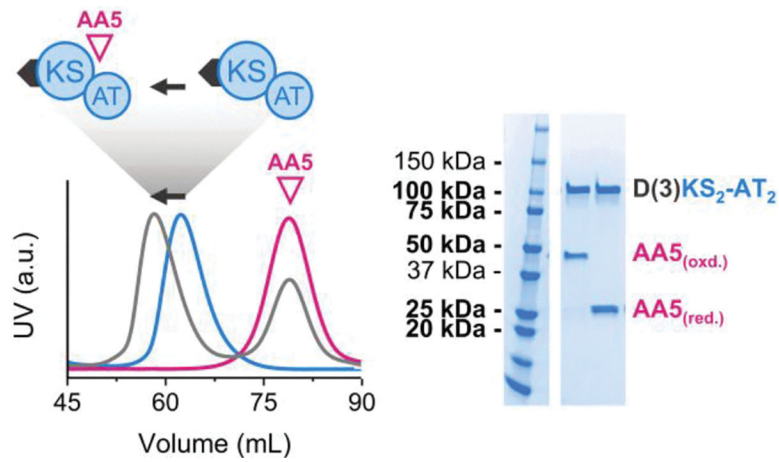 AA5
KS
AT
KS
AT
AA5
UV (a.u.)
45
60
75
90
Volume (mL)
150 kDa -
100 kDa -
75 kDa -
50 kDa -
37 kDa -
25 kDa -
20 kDa -
D(3)KS₂-AT₂
AA5(oxd.)
AA5(red.)